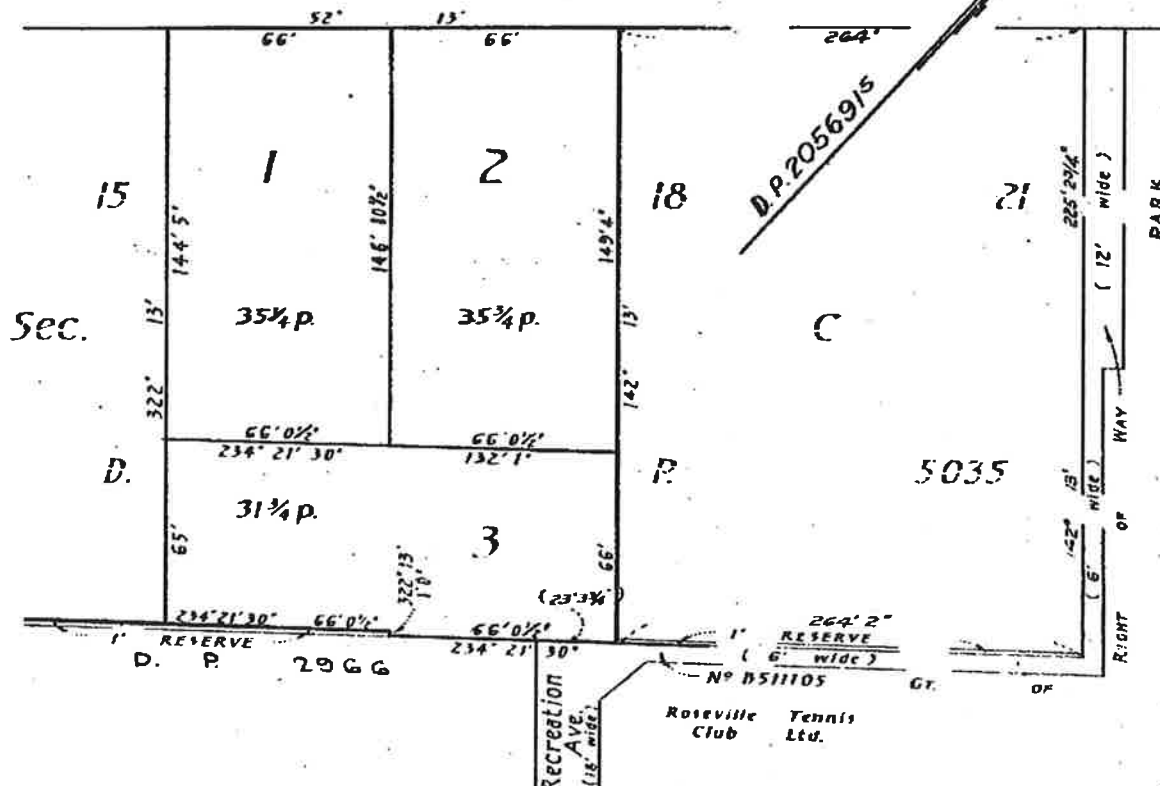 52° 13'
66' 66' 264'
D.P. 205691S
1 2
15 18 21
144' 5" 146' 10½" 149' 4" 225' 2¾" ( 12' wide )
PARK
35¼ p. 35¾ p.
Sec. C
322° 13' 142° 13'
66' 0½" 66' 0½"
234° 21' 30" 132' 1"
D. P. 5035
31¾ p.
3
65' 66' 142° 13' ( 6' wide )
RIGHT OF WAY
322° 13'
1' 0"
(23' 3¾")
234° 21' 30" 66' 0½" 66' 0½" 264' 2"
1' RESERVE 234° 21' 30" 1' RESERVE
D. P. 2966 ( 6' wide )
Nº B511105 GT. OF
Recreation
Ave.
(18' wide)
Roseville Tennis
Club Ltd.